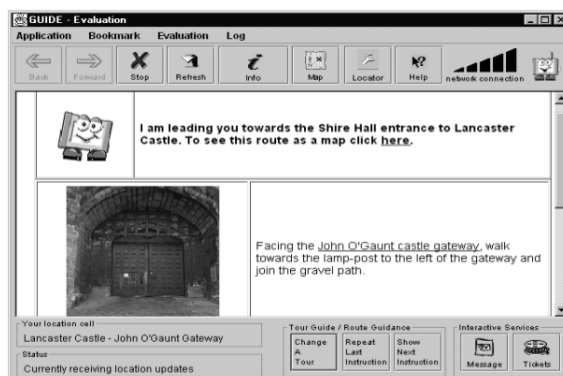 GUIDE - Evaluation
Application Bookmark Evaluation Log
Back Forward Stop Refresh Info Map Locator Help network connection
I am leading you towards the Shire Hall entrance to Lancaster
Castle. To see this route as a map click here.
Facing the John O'Gaunt castle gateway, walk
towards the lamp-post to the left of the gateway and
join the gravel path.
Your location cell
Lancaster Castle - John O'Gaunt Gateway
Status
Currently receiving location updates
Tour Guide / Route Guidance
Change
A
Tour
Repeat
Last
Instruction
Show
Next
Instruction
Interactive Services
Message Tickets